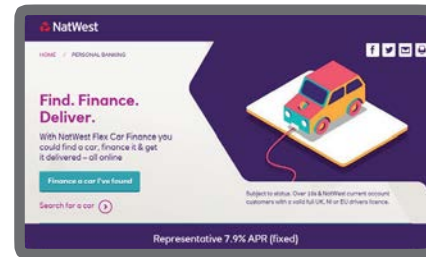 NatWest
HOME / PERSONAL BANKING
Find. Finance.
Deliver.
With NatWest Flex Car Finance you
could find a car, finance it & get
it delivered – all online
Finance a car I've found
Search for a car
Subject to status. Over 18s & NatWest current account
customers with a valid full UK, NI or EU drivers licence.
Representative 7.9% APR (fixed)